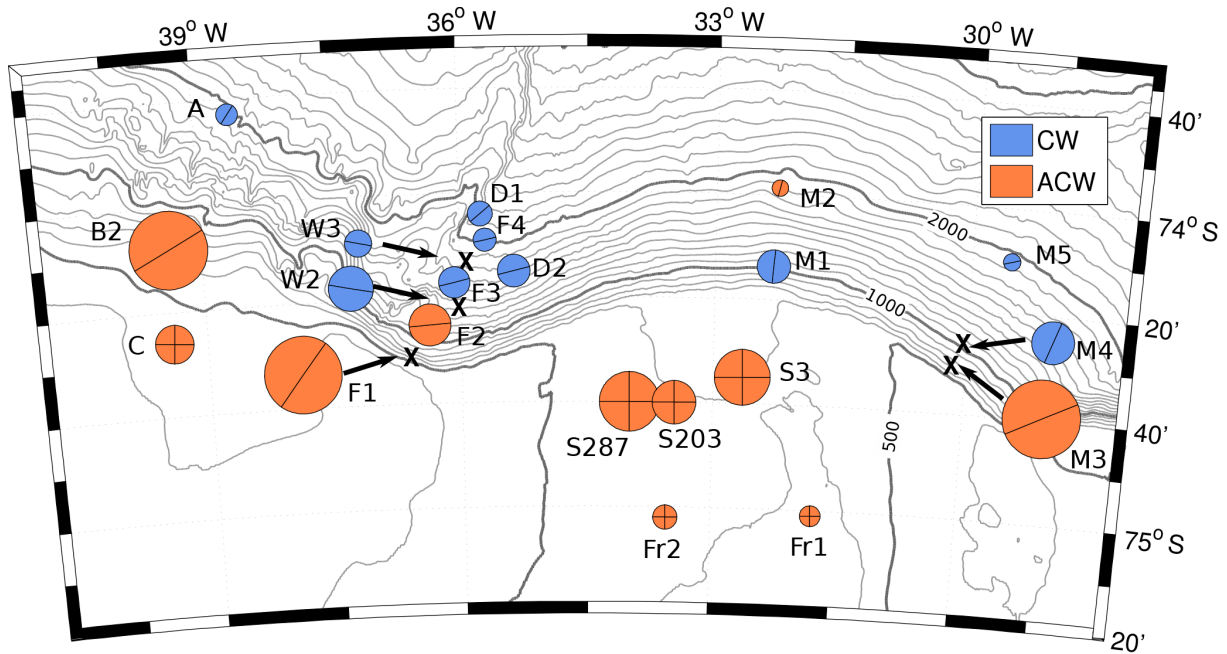 39° W
36° W
33° W
30° W
A
40'
CW
ACW
D1
M2
B2
W3
F4
2000
74° S
X
D2
M1
M5
W2
F3
1000
X
20'
F2
X
M4
C
X
X
S3
F1
500
40'
S287
S203
M3
Fr2
Fr1
75° S
20'